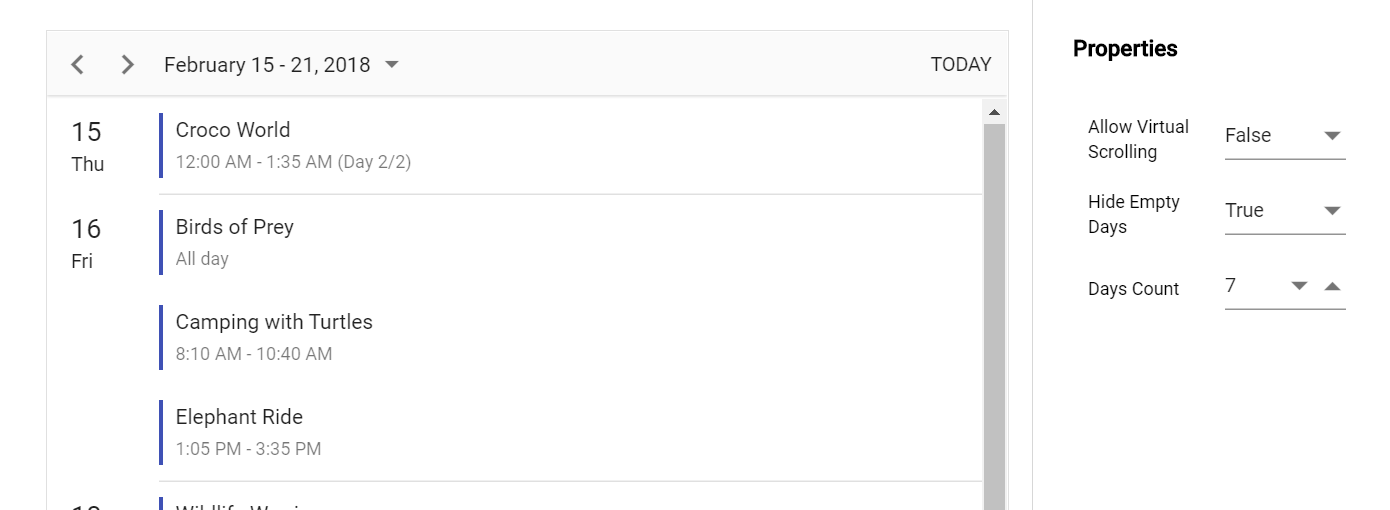 February 15 - 21, 2018
TODAY
15
Thu
Croco World
12:00 AM - 1:35 AM (Day 2/2)
16
Fri
Birds of Prey
All day
Camping with Turtles
8:10 AM - 10:40 AM
Elephant Ride
1:05 PM - 3:35 PM
Properties
Allow Virtual
Scrolling
False
Hide Empty
Days
True
Days Count
7